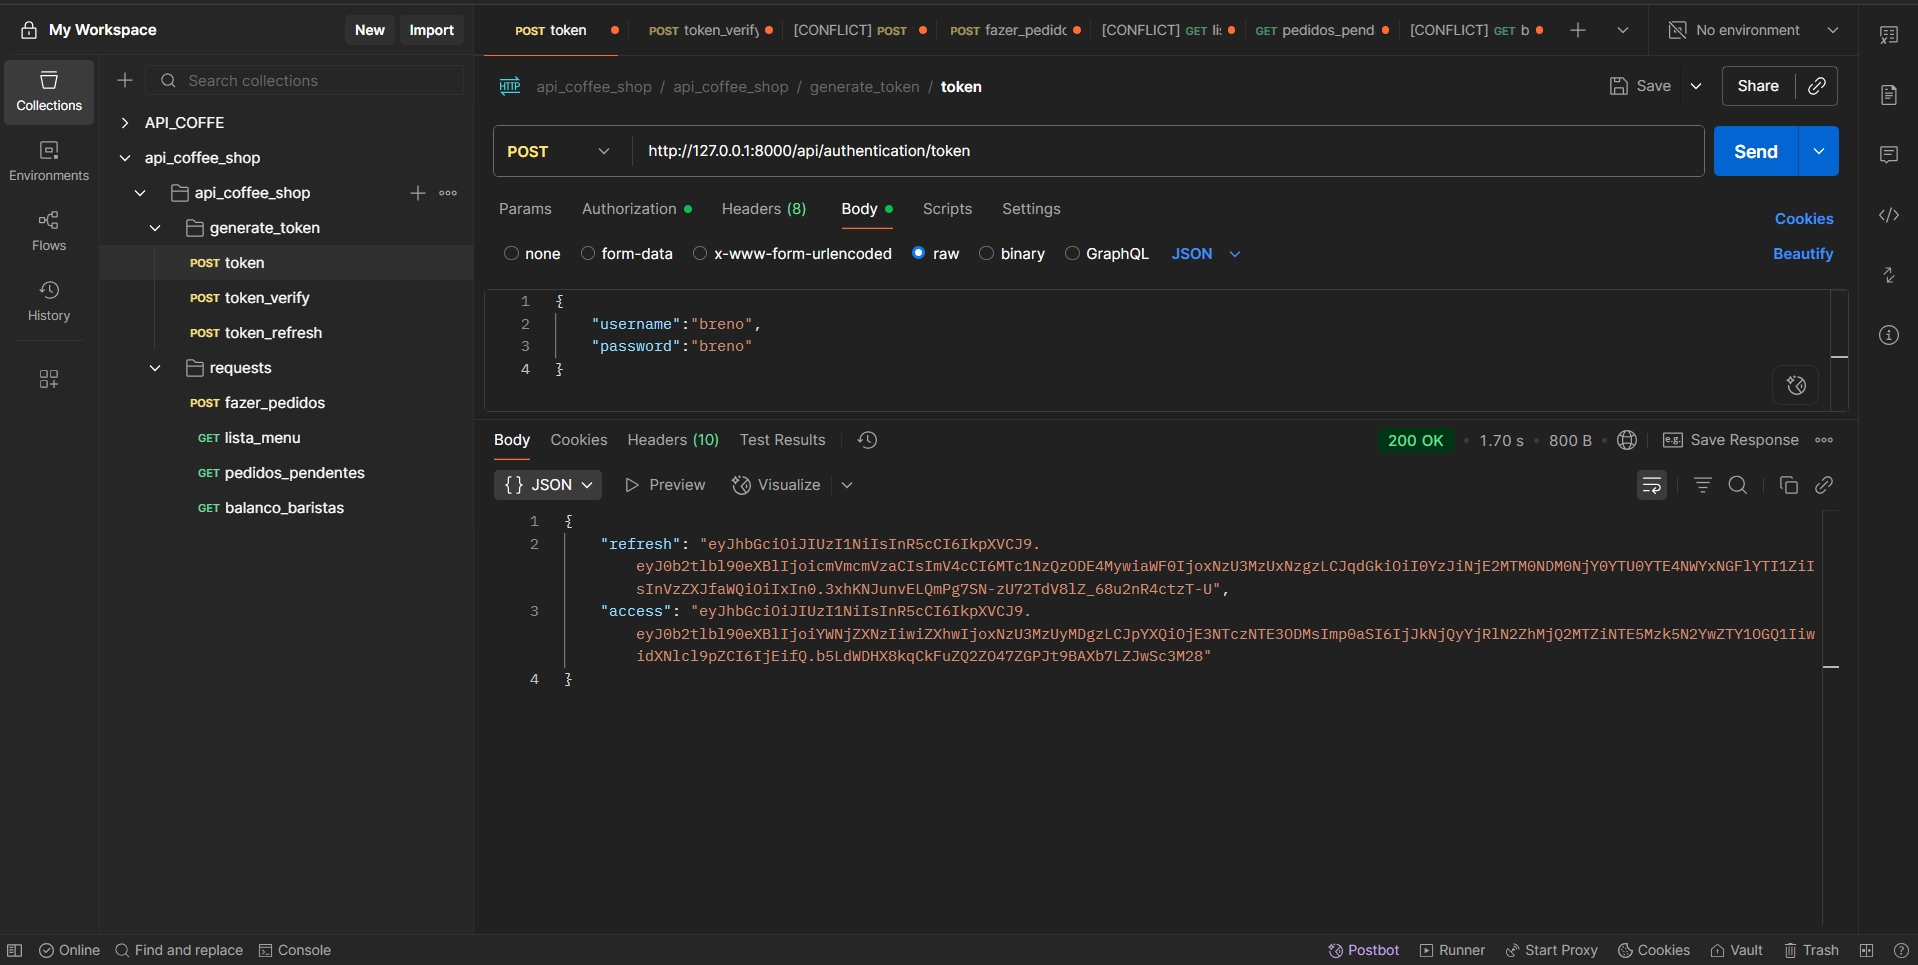 My Workspace
New
Import
Collections
Environments
Flows
History
Search collections
API_COFFE
api_coffee_shop
api_coffee_shop
generate_token
POST token
POST token_verify
POST token_refresh
requests
POST fazer_pedidos
GET lista_menu
GET pedidos_pendentes
GET balanco_baristas
POST token
POST token_verify
[CONFLICT] POST
POST fazer_pedido
[CONFLICT] GET lis
GET pedidos_pend
[CONFLICT] GET b
No environment
HTTP api_coffee_shop / api_coffee_shop / generate_token / token
Save
Share
POST
http://127.0.0.1:8000/api/authentication/token
Send
Params
Authorization
Headers (8)
Body
Scripts
Settings
Cookies
none
form-data
x-www-form-urlencoded
raw
binary
GraphQL
JSON
Beautify
1 {
2 "username":"breno",
3 "password":"breno"
4 }
Body
Cookies
Headers (10)
Test Results
200 OK
1.70 s
800 B
e.g. Save Response
{} JSON
Preview
Visualize
1 {
2 "refresh": "eyJhbGciOiJIUzI1NiIsInR5cCI6IkpXVCJ9.
eyJ0b2tlbl90eXBlIjoicmVmcmVzaCIsImV4cCI6MTc1NzQzODE4MywiaWF0IjoxNzU3MzUxNzgzLCJqdGkiOiI0YzJiNjE2MTM0NDM0NjY0YTU0YTE4NWYxNGFlYTI1ZiI
sInVzZXJfaWQiOiIxIn0.3xhKNJunvELQmPg7SN-zU72TdV8lZ_68u2nR4ctzT-U",
3 "access": "eyJhbGciOiJIUzI1NiIsInR5cCI6IkpXVCJ9.
eyJ0b2tlbl90eXBlIjoiYWNjZXNzIiwiZXhwIjoxNzU3MzUyMDgzLCJpYXQiOjE3NTczNTE3ODMsImp0aSI6IjJkNjQyYjRlN2ZhMjQ2MTZiNTE5Mzk5N2YwZTY1OGQ1Iiw
idXNlcl9pZCI6IjEifQ.b5LdWDHX8kqCkFuZQ2ZO47ZGPJt9BAXb7LZJwSc3M28"
4 }
Online
Find and replace
Console
Postbot
Runner
Start Proxy
Cookies
Vault
Trash